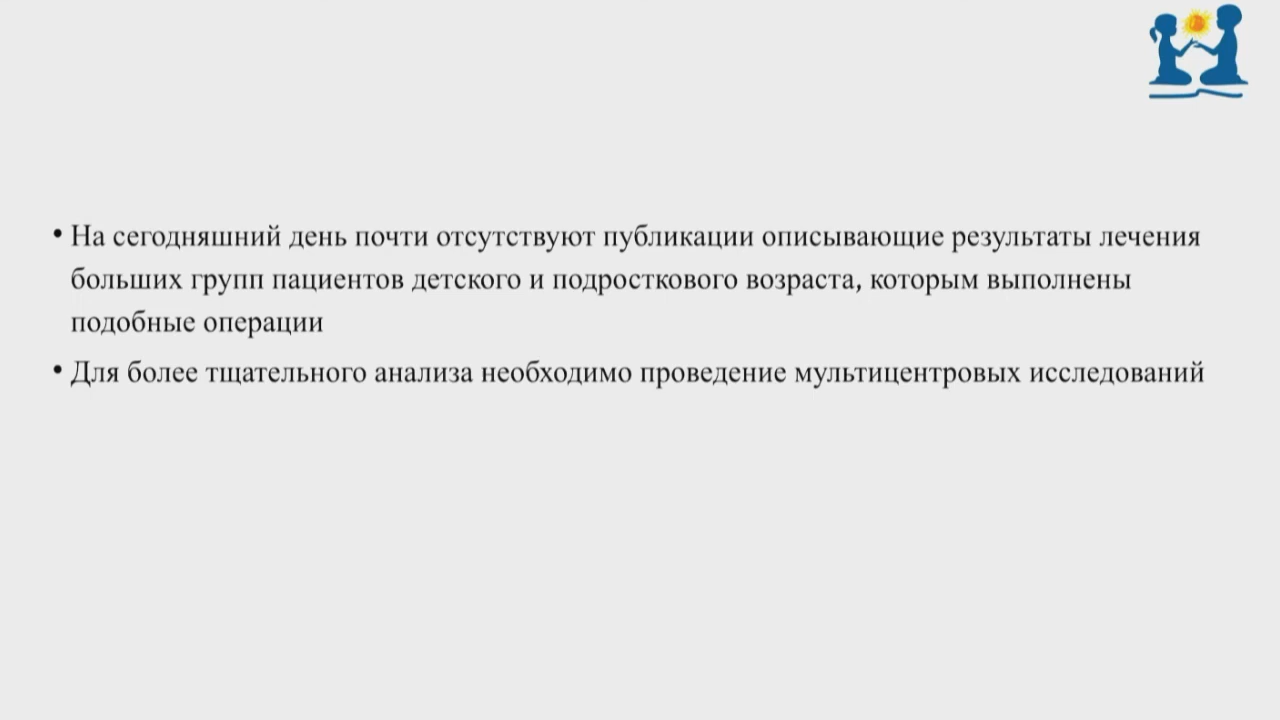 • На сегодняшний день почти отсутствуют публикации описывающие результаты лечения
больших групп пациентов детского и подросткового возраста, которым выполнены
подобные операции
• Для более тщательного анализа необходимо проведение мультицентровых исследований